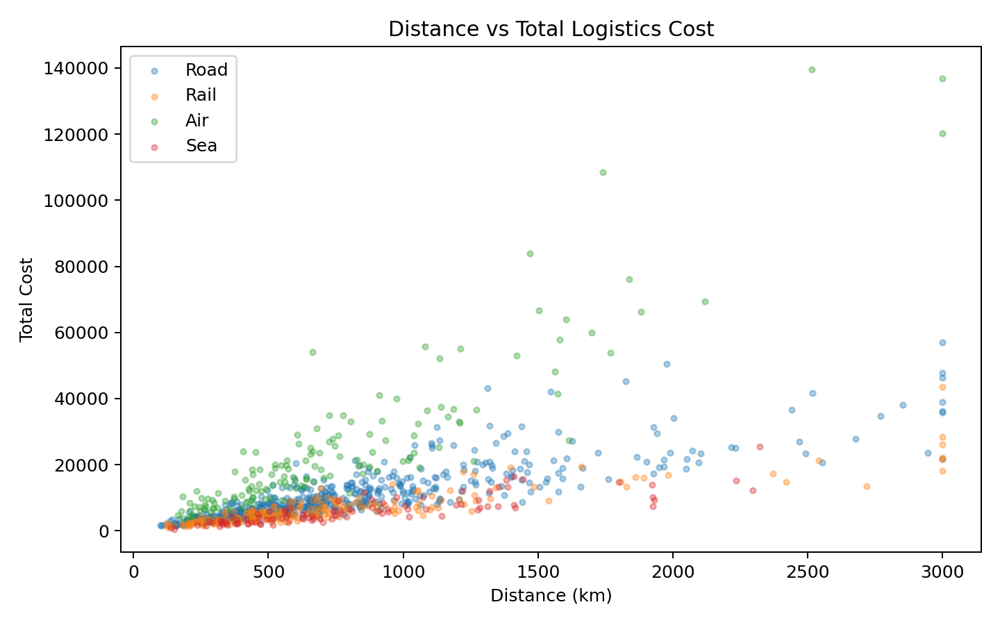 Distance vs Total Logistics Cost
Road
Rail
Air
Sea
Total Cost
140000
120000
100000
80000
60000
40000
20000
0
0 500 1000 1500 2000 2500 3000
Distance (km)